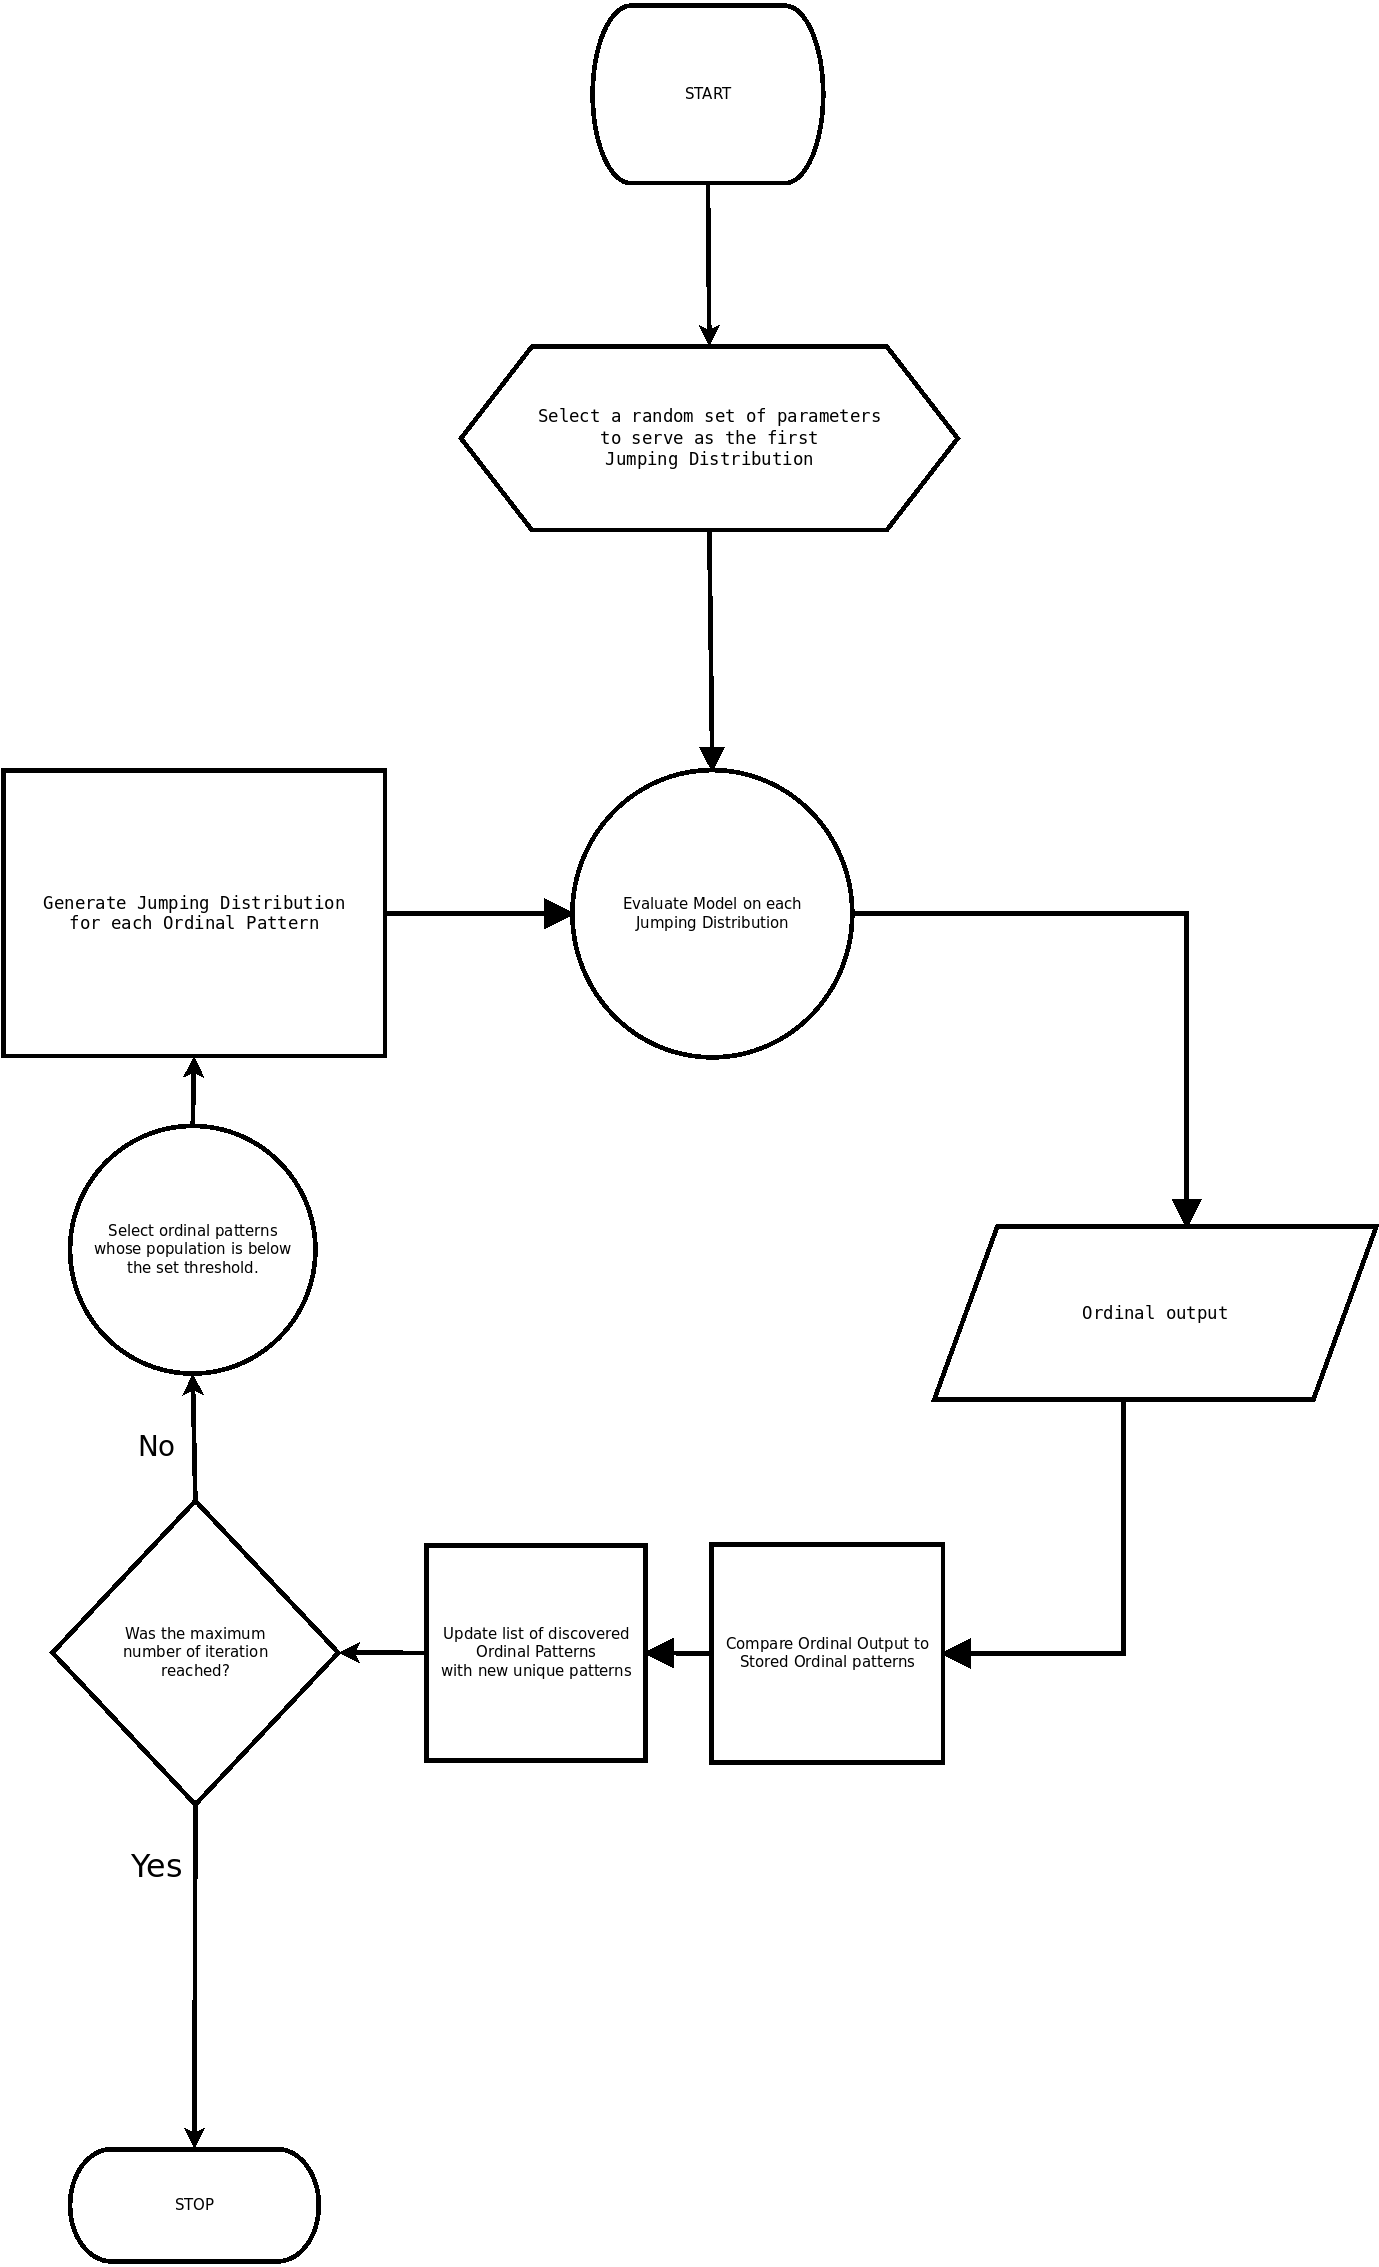 START
Select a random set of parameters
to serve as the first
Jumping Distribution
Generate Jumping Distribution
for each Ordinal Pattern
Evaluate Model on each
Jumping Distribution
Select ordinal patterns
whose population is below
the set threshold.
Ordinal output
No
Was the maximum
number of iteration
reached?
Update list of discovered
Ordinal Patterns
with new unique patterns
Compare Ordinal Output to
Stored Ordinal patterns
Yes
STOP